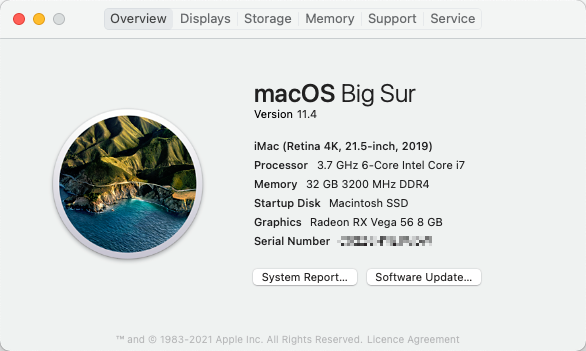 Overview Displays Storage Memory Support Service
macOS Big Sur
Version 11.4
iMac (Retina 4K, 21.5-inch, 2019)
Processor 3.7 GHz 6-Core Intel Core i7
Memory 32 GB 3200 MHz DDR4
Startup Disk Macintosh SSD
Graphics Radeon RX Vega 56 8 GB
Serial Number
System Report... Software Update...
™ and © 1983-2021 Apple Inc. All Rights Reserved. Licence Agreement